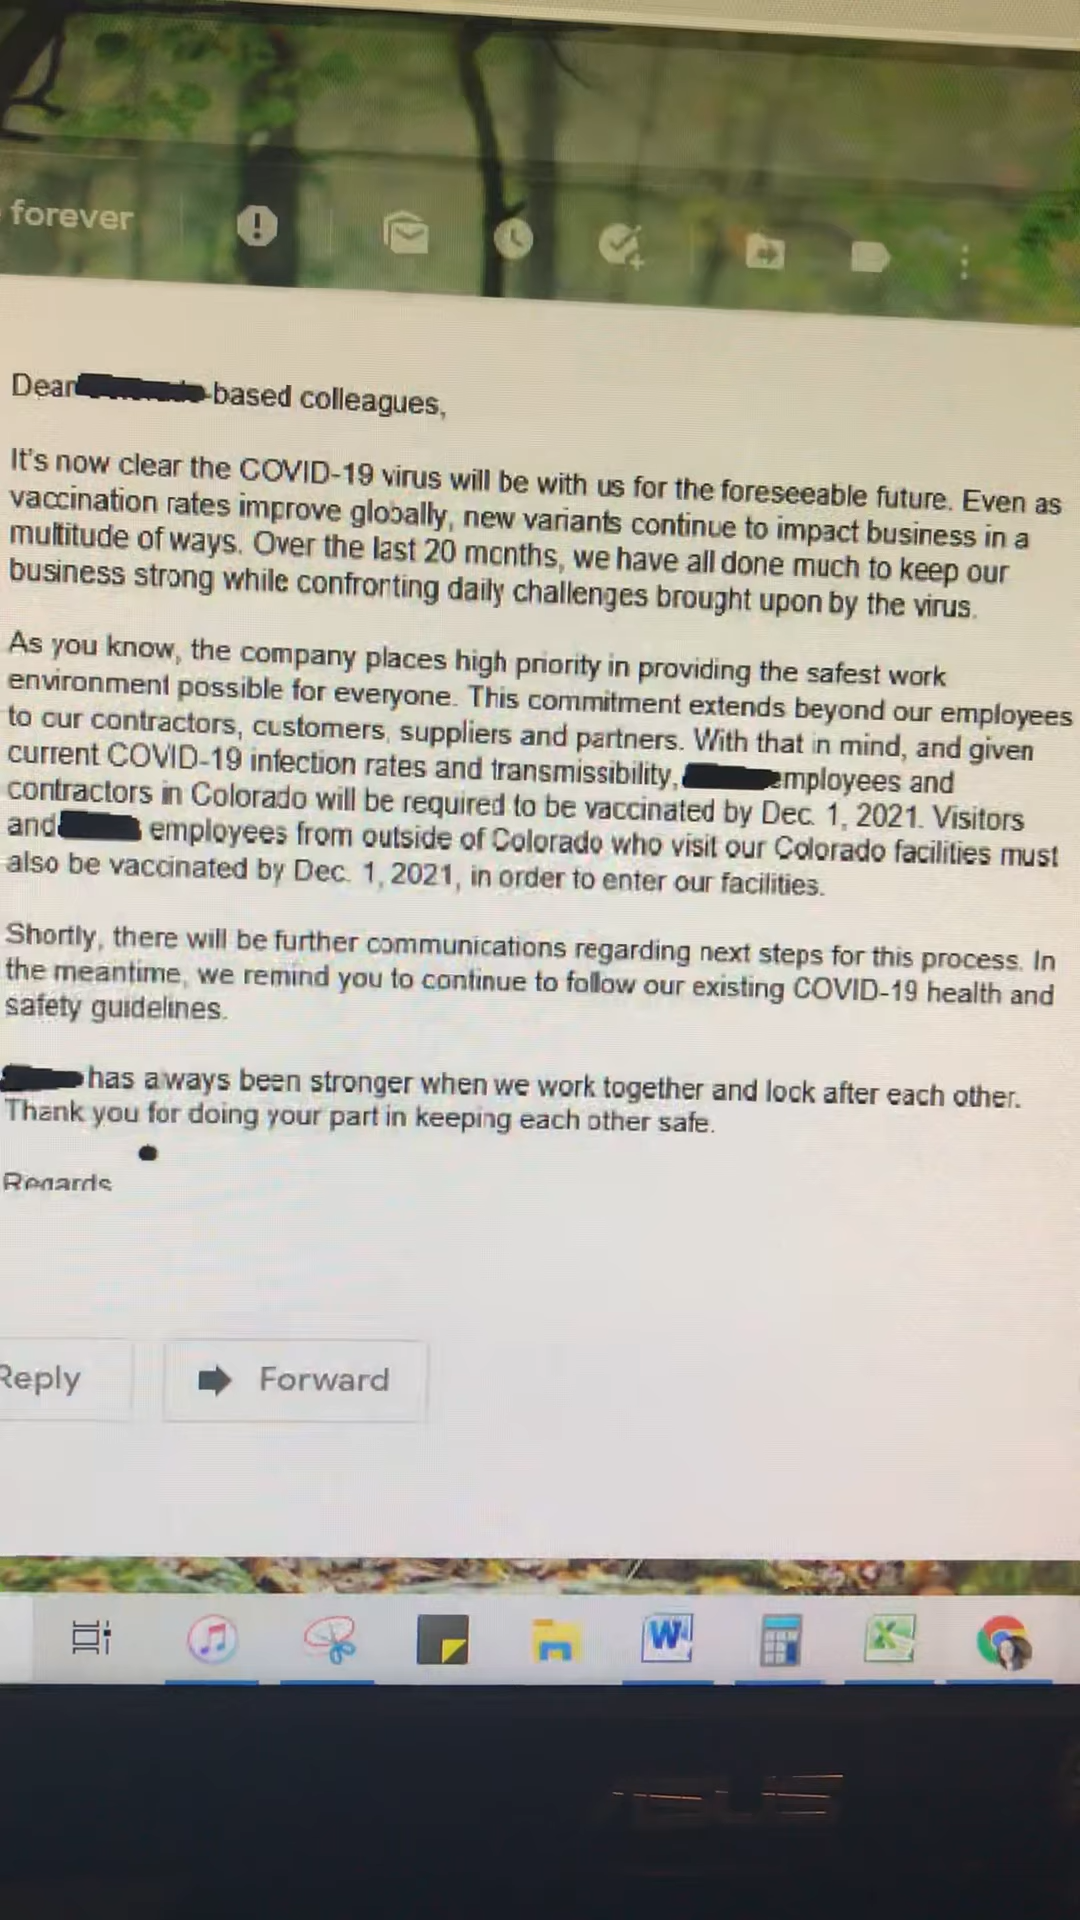 forever
Dear -based colleagues,
It's now clear the COVID-19 virus will be with us for the foreseeable future. Even as
vaccination rates improve globally, new variants continue to impact business in a
multitude of ways. Over the last 20 months, we have all done much to keep our
business strong while confronting daily challenges brought upon by the virus.
As you know, the company places high priority in providing the safest work
environment possible for everyone. This commitment extends beyond our employees
to our contractors, customers, suppliers and partners. With that in mind, and given
current COVID-19 infection rates and transmissibility, employees and
contractors in Colorado will be required to be vaccinated by Dec. 1, 2021. Visitors
and employees from outside of Colorado who visit our Colorado facilities must
also be vaccinated by Dec. 1, 2021, in order to enter our facilities.
Shortly, there will be further communications regarding next steps for this process. In
the meantime, we remind you to continue to follow our existing COVID-19 health and
safety guidelines.
has always been stronger when we work together and look after each other.
Thank you for doing your part in keeping each other safe.
Regards
Reply
Forward
W
X